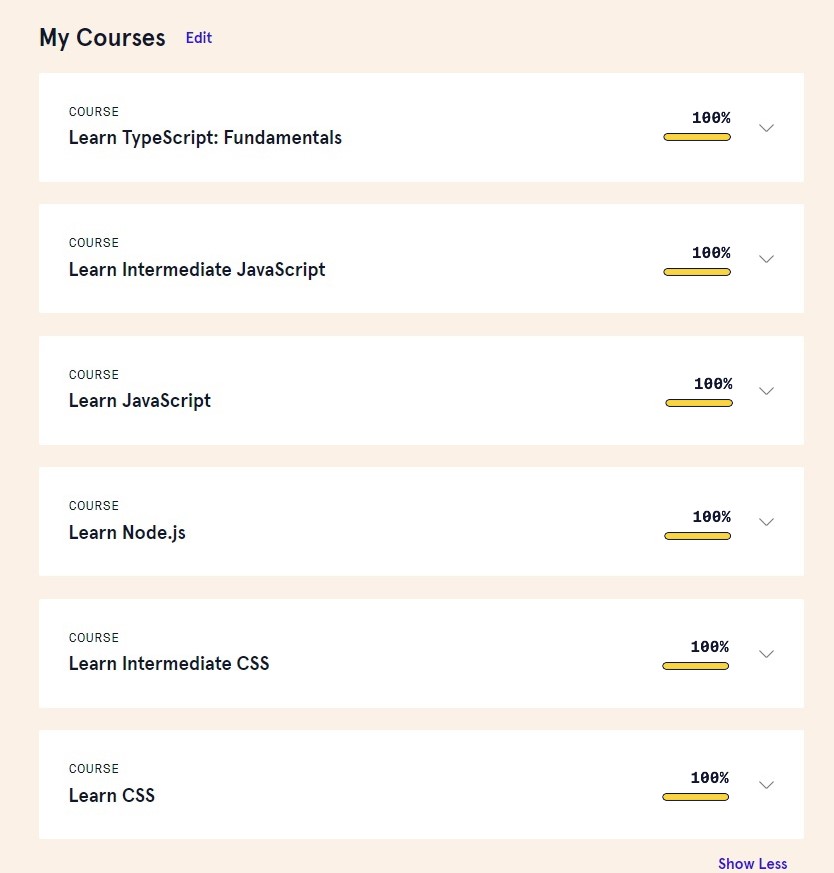 My Courses Edit
COURSE
Learn TypeScript: Fundamentals
100%
COURSE
Learn Intermediate JavaScript
100%
COURSE
Learn JavaScript
100%
COURSE
Learn Node.js
100%
COURSE
Learn Intermediate CSS
100%
COURSE
Learn CSS
100%
Show Less